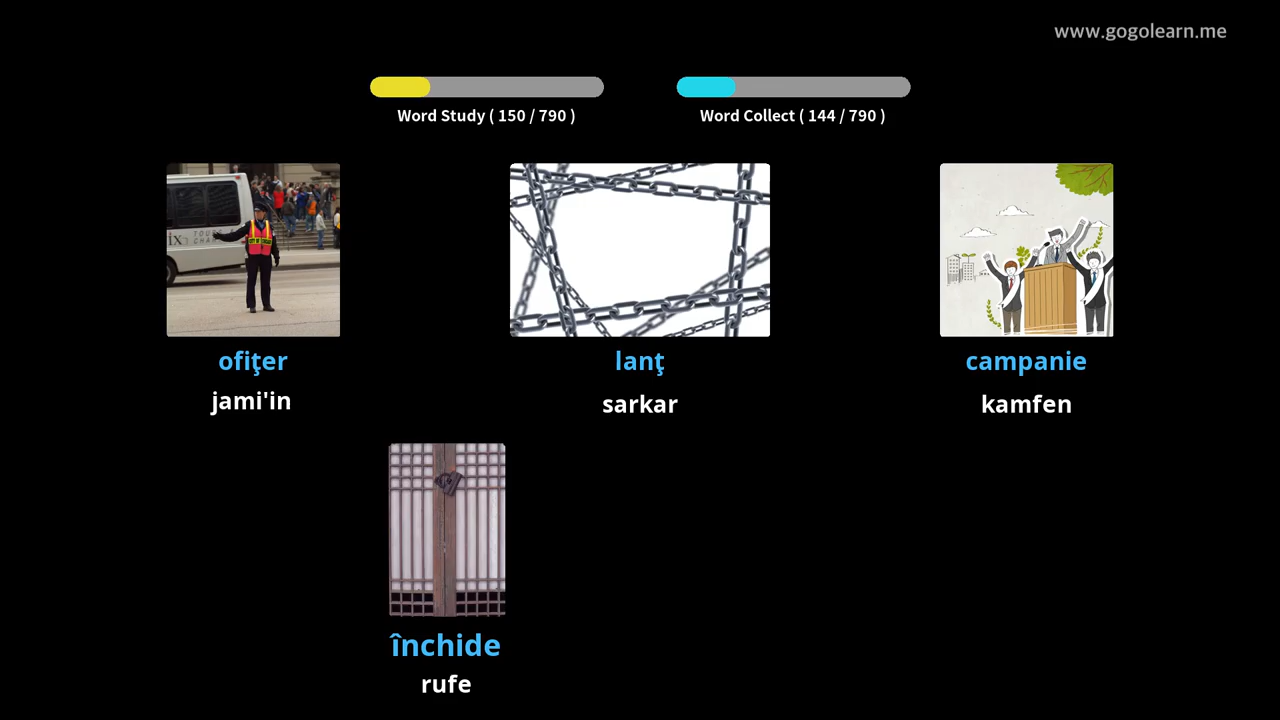 www.gogolearn.me
Word Study ( 150 / 790 )
Word Collect ( 144 / 790 )
ofiţer
lanţ
campanie
jami'in
sarkar
kamfen
închide
rufe